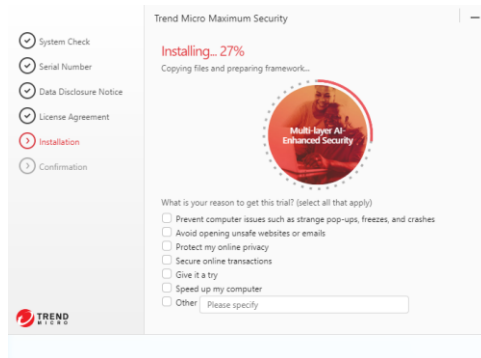 Trend Micro Maximum Security
System Check
Serial Number
Data Disclosure Notice
License Agreement
Installation
Confirmation
Installing... 27%
Copying files and preparing framework...
Multi-layer AI-
Enhanced Security
What is your reason to get this trial? (select all that apply)
Prevent computer issues such as strange pop-ups, freezes, and crashes
Avoid opening unsafe websites or emails
Protect my online privacy
Secure online transactions
Give it a try
Speed up my computer
Other Please specify
TREND
MICRO